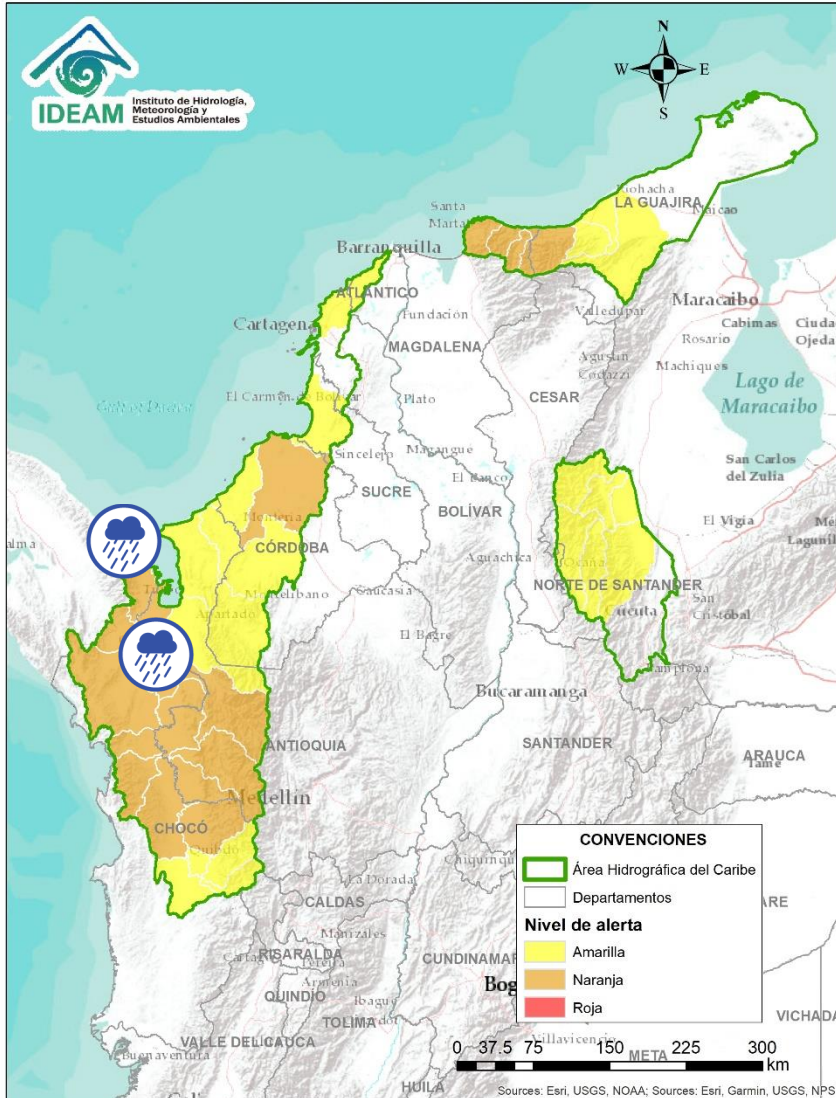 IDEAM
Instituto de Hidrología,
Meteorología y
Estudios Ambientales
N
W
E
S
Riohacha
LA GUAJIRA
Maicao
Santa
Marta
Barranquilla
ATLÁNTICO
Cartagena
Fundación
Valledupar
Maracaibo
Cabimas
Ciudad
Ojeda
Rosario
MAGDALENA
Agustín
Codazzi
Machiques
CESAR
Lago de
Maracaibo
El Carmen de Bolívar
Plato
Sincelejo
Magangue
San Carlos
del Zulia
SUCRE
El Banco
BOLÍVAR
El Vigía
Montería
CÓRDOBA
Aguachica
Ocaña
NORTE DE SANTANDER
Montelíbano
Caucasia
Apartadó
Cúcuta
San
Cristóbal
El Bagre
Pamplona
Bucaramanga
ANTIOQUIA
SANTANDER
ARAUCA
Tame
Medellín
CHOCÓ
Quibdó
La Dorada
CALDAS
Manizales
RISARALDA
Pereira
Armenia
QUINDÍO
Ibague
TOLIMA
CUNDINAMAR
Bog
Villavicencio
META
VICHADA
VALLE DEL CAUCA
Buenaventura
HUILA
CONVENCIONES
Área Hidrográfica del Caribe
Departamentos
Nivel de alerta
Amarilla
Naranja
Roja
0 37.5 75 150 225 300
km
Sources: Esri, USGS, NOAA; Sources: Esri, Garmin, USGS, NPS